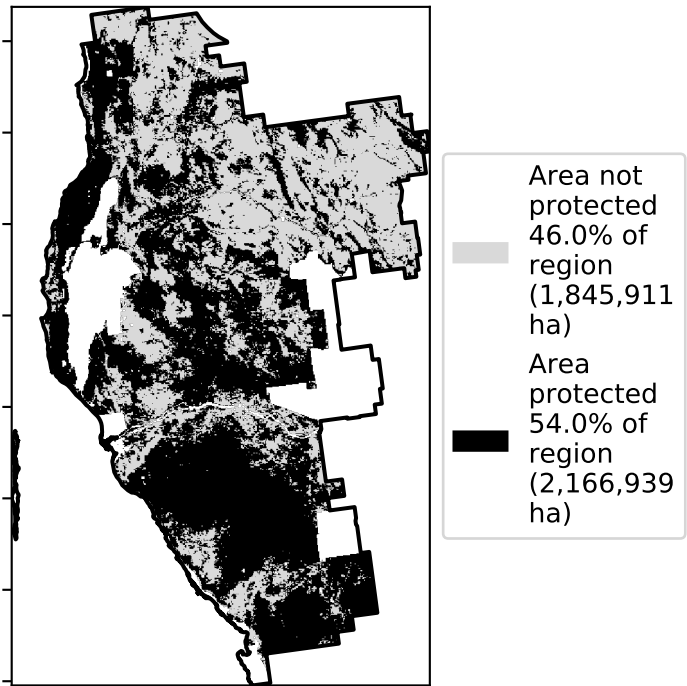 Area not
protected
46.0% of
region
(1,845,911
ha)
Area
protected
54.0% of
region
(2,166,939
ha)